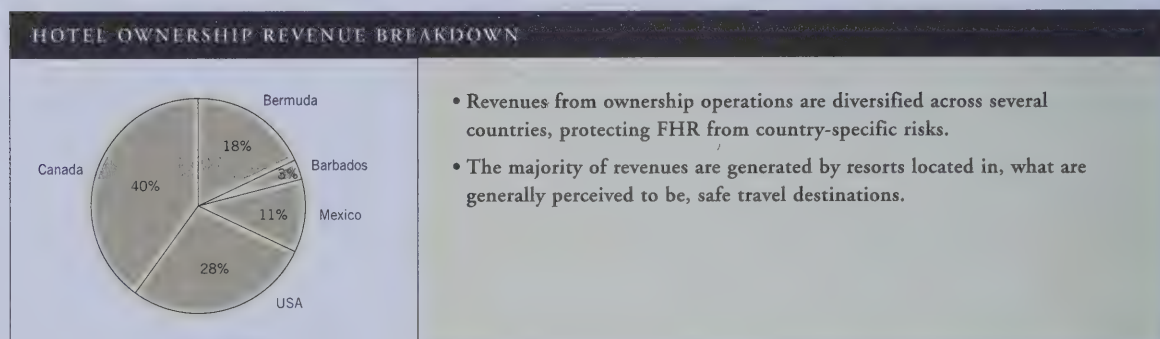 HOTEL OWNERSHIP REVENUE BREAKDOWN
Bermuda
18%
Barbados
3%
Canada
40%
11%
Mexico
28%
USA
• Revenues from ownership operations are diversified across several
countries, protecting FHR from country-specific risks.
• The majority of revenues are generated by resorts located in, what are
generally perceived to be, safe travel destinations.